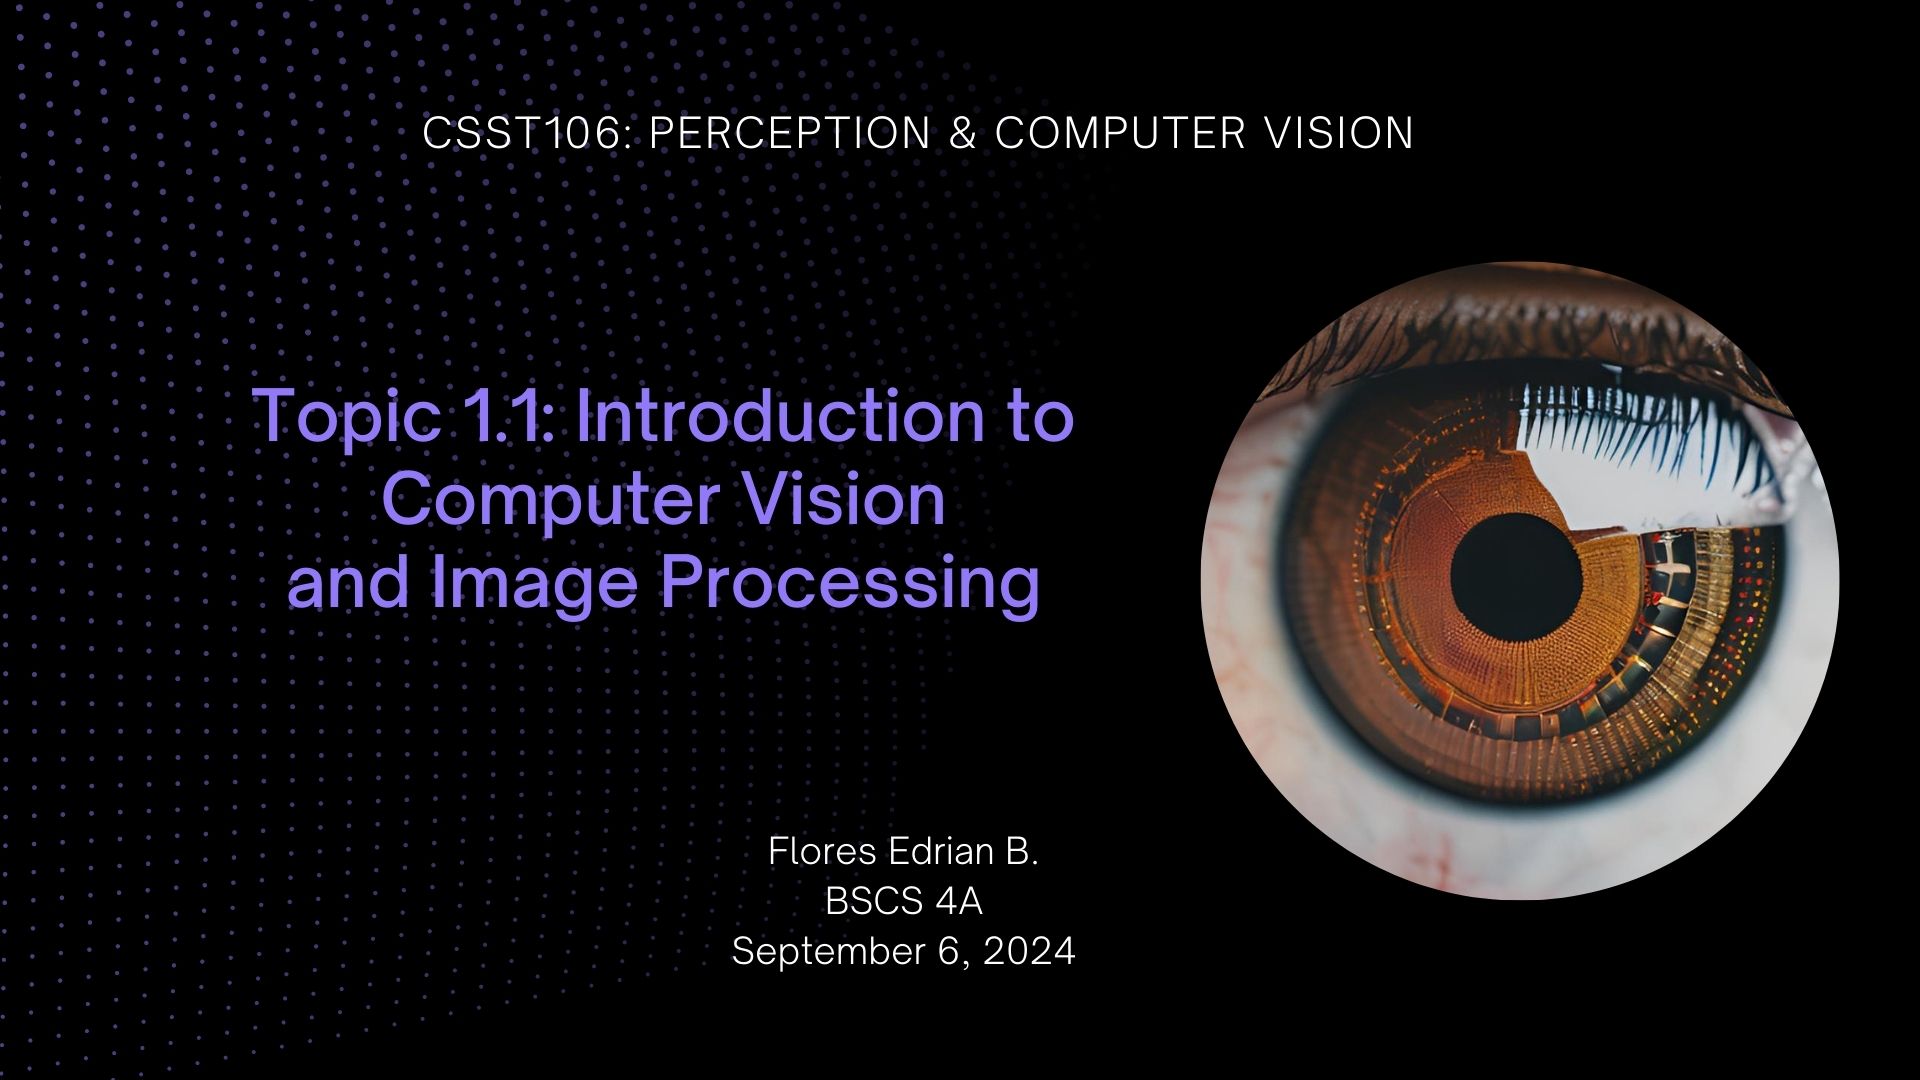 CSST106: PERCEPTION & COMPUTER VISION
Topic 1.1: Introduction to
Computer Vision
and Image Processing
Flores Edrian B.
BSCS 4A
September 6, 2024